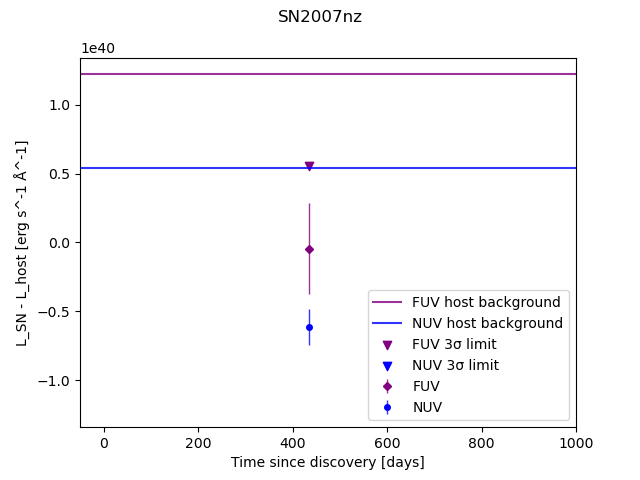 SN2007nz
1e40
1.0
0.5
0.0
−0.5
−1.0
L_SN - L_host [erg s^-1 Å^-1]
FUV host background
NUV host background
FUV 3σ limit
NUV 3σ limit
FUV
NUV
0 200 400 600 800 1000
Time since discovery [days]